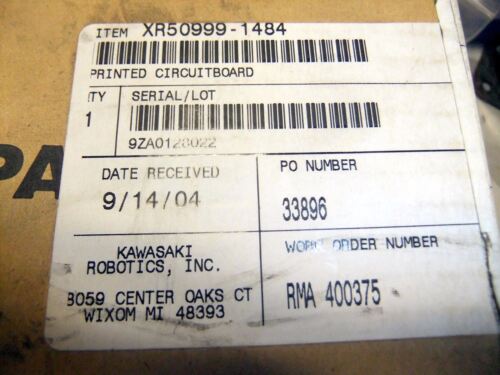 ITEM XR50999-1484
PRINTED CIRCUITBOARD
TY SERIAL/LOT
1
9ZA0128022
DATE RECEIVED
9/14/04
PO NUMBER
33896
KAWASAKI
ROBOTICS, INC.
3059 CENTER OAKS CT
WIXOM MI 48393
WORK ORDER NUMBER
RMA 400375
PA